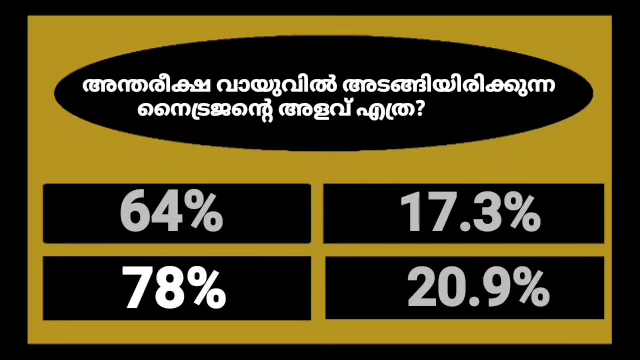 അന്തരീക്ഷ വായുവിൽ അടങ്ങിയിരിക്കുന്ന
നൈട്രജന്റെ അളവ് എത്ര?
64%
17.3%
78%
20.9%